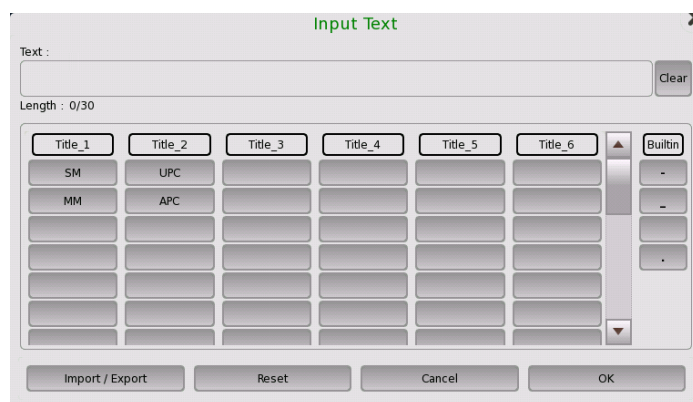 Input Text
Text :
Clear
Length : 0/30
Title_1 Title_2 Title_3 Title_4 Title_5 Title_6 Builtin
SM UPC -
MM APC _
.
Import / Export Reset Cancel OK